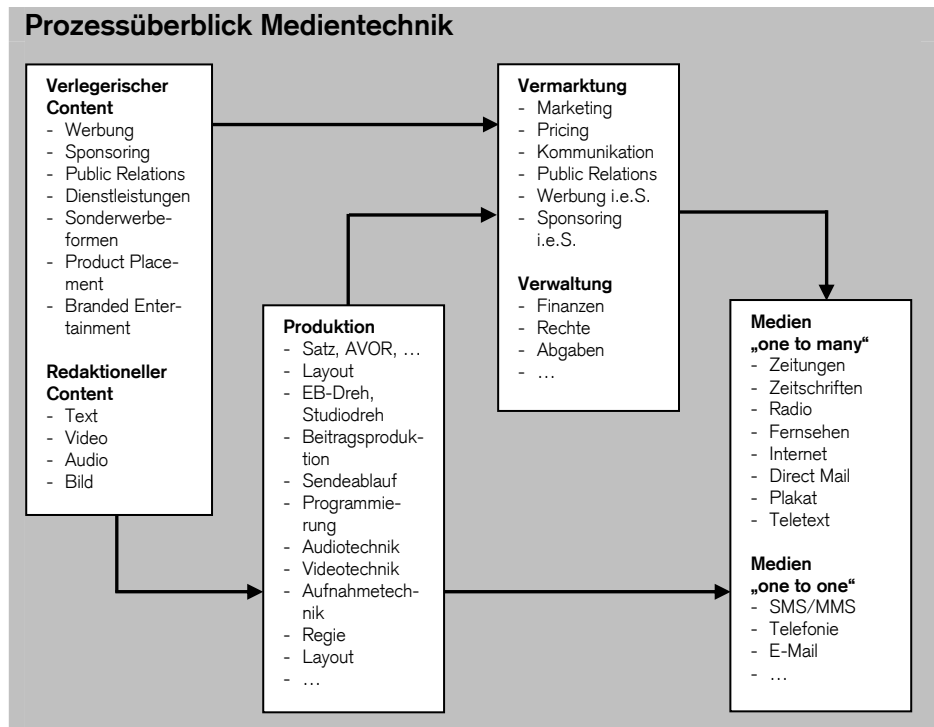 Prozessüberblick Medientechnik
Verlegerischer
Content
- Werbung
- Sponsoring
- Public Relations
- Dienstleistungen
- Sonderwerbe-
formen
- Product Place-
ment
- Branded Enter-
tainment
Redaktioneller
Content
- Text
- Video
- Audio
- Bild
Produktion
- Satz, AVOR, …
- Layout
- EB-Dreh,
Studiodreh
- Beitragsproduk-
tion
- Sendeablauf
- Programmie-
rung
- Audiotechnik
- Videotechnik
- Aufnahmetech-
nik
- Regie
- Layout
- …
Vermarktung
- Marketing
- Pricing
- Kommunikation
- Public Relations
- Werbung i.e.S.
- Sponsoring
i.e.S.
Verwaltung
- Finanzen
- Rechte
- Abgaben
- …
Medien
„one to many“
- Zeitungen
- Zeitschriften
- Radio
- Fernsehen
- Internet
- Direct Mail
- Plakat
- Teletext
Medien
„one to one“
- SMS/MMS
- Telefonie
- E-Mail
- …